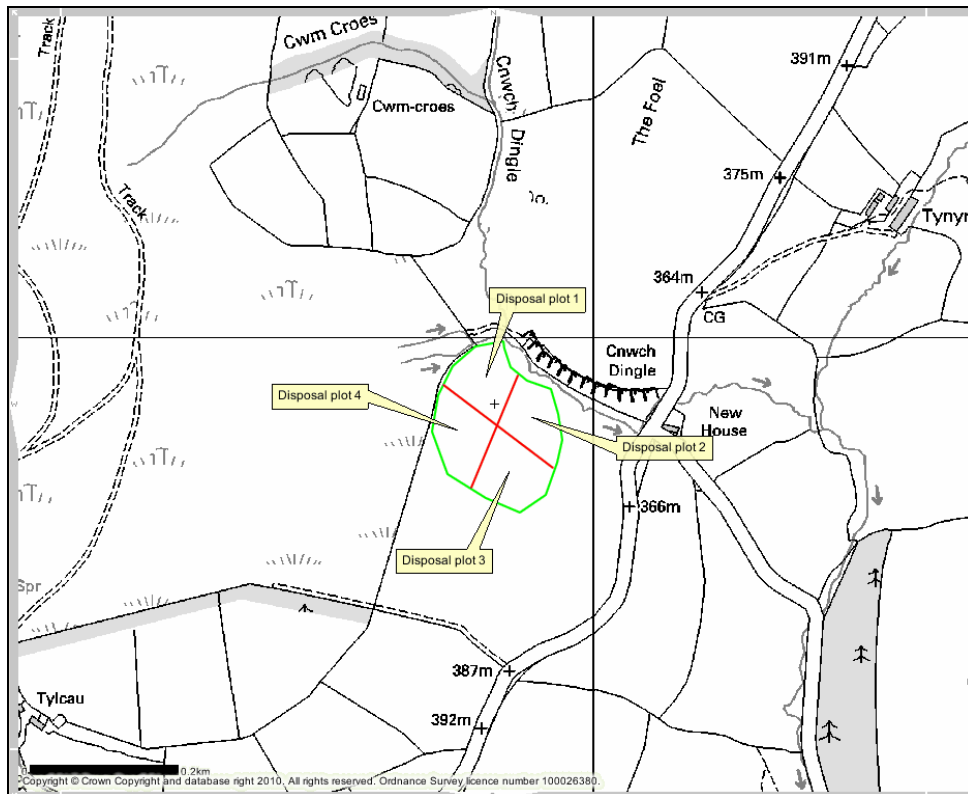 Track
Cwm Croes
Cnwch
Dingle
Cwm-croes
The Foel
391m
375m
Track
Tynyr
364m
CG
Disposal plot 1
Cnwch
Dingle
Disposal plot 4
New
House
Disposal plot 2
366m
Disposal plot 3
Spr
387m
Tylcau
392m
0.2km
Copyright © Crown Copyright and database right 2010. All rights reserved. Ordnance Survey licence number 100026380.